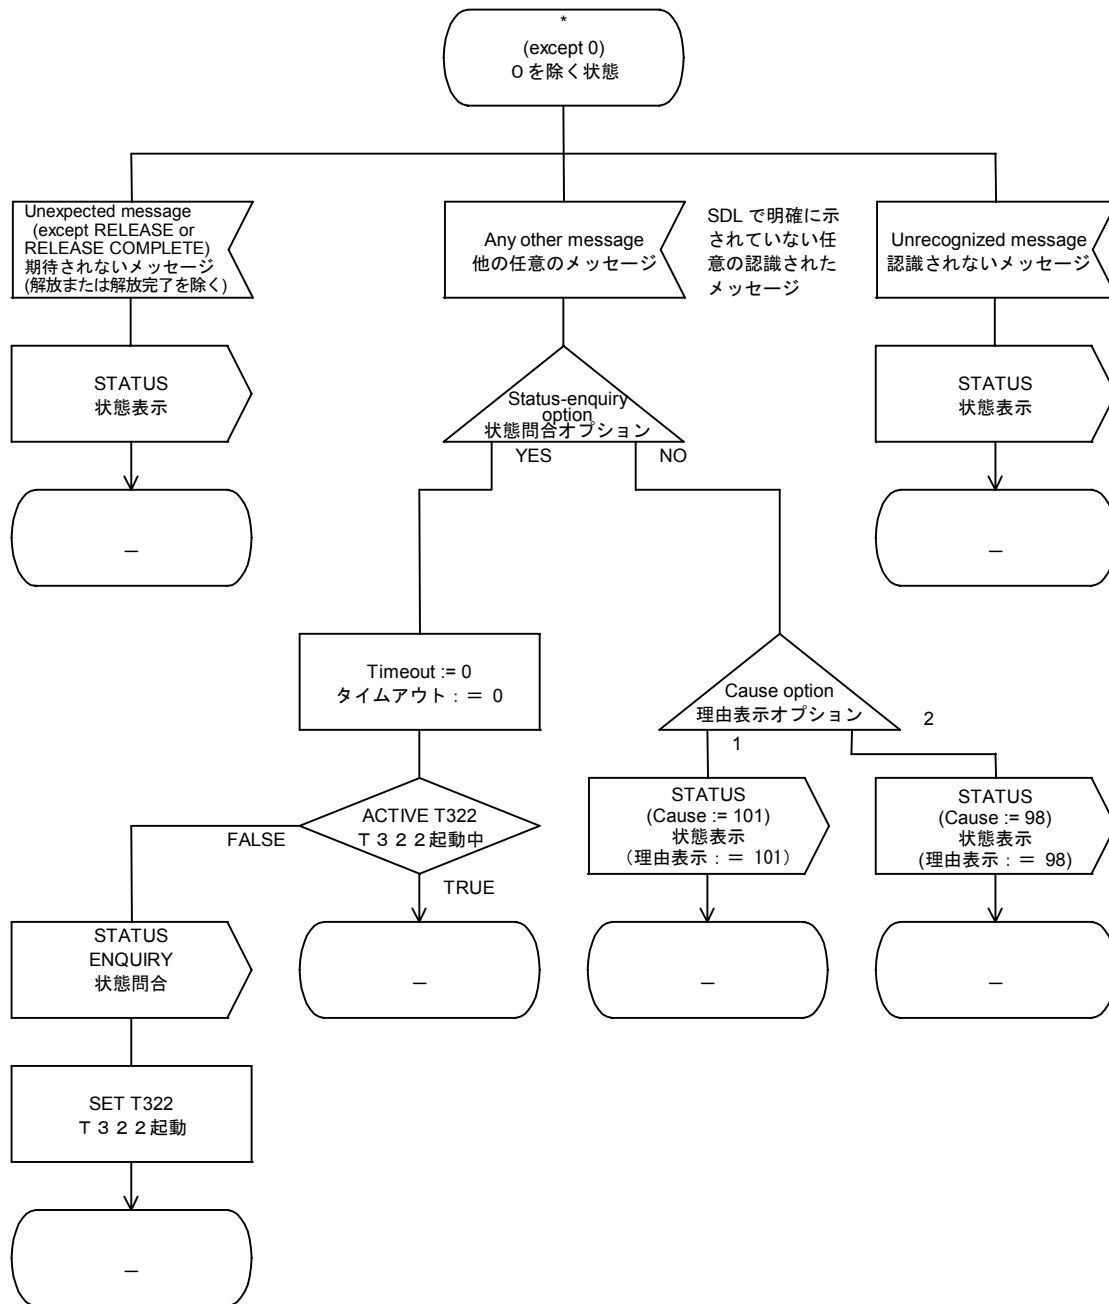 *
(except 0)
０を除く状態
Unexpected message
(except RELEASE or
RELEASE COMPLETE)
期待されないメッセージ
(解放または解放完了を除く)
Any other message
他の任意のメッセージ
SDL で明確に示
されていない任
意の認識された
メッセージ
Unrecognized message
認識されないメッセージ
STATUS
状態表示
Status-enquiry
option
状態問合オプション
STATUS
状態表示
YES
NO
–
–
Timeout := 0
タイムアウト：＝ 0
Cause option
理由表示オプション
1
2
ACTIVE T322
Ｔ３２２起動中
FALSE
TRUE
STATUS
(Cause := 101)
状態表示
（理由表示：＝ 101）
STATUS
(Cause := 98)
状態表示
(理由表示：＝ 98)
STATUS
ENQUIRY
状態問合
–
–
–
SET T322
Ｔ３２２起動
–